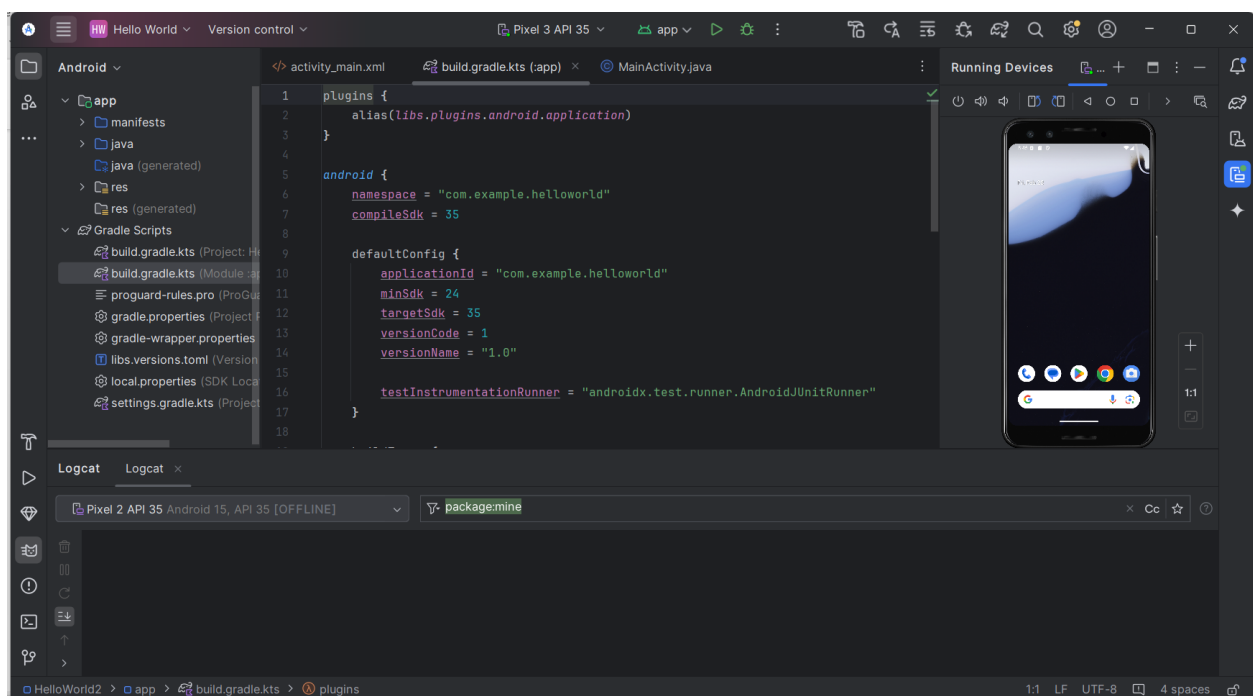 HW Hello World Version control Pixel 3 API 35 app
Android
activity_main.xml build.gradle.kts (:app) MainActivity.java
Running Devices
app
manifests
java
java (generated)
res
res (generated)
Gradle Scripts
build.gradle.kts (Project: He
build.gradle.kts (Module :ap
proguard-rules.pro (ProGua
gradle.properties (Project P
gradle-wrapper.properties
libs.versions.toml (Version
local.properties (SDK Loca
settings.gradle.kts (Project
1 plugins {
2 alias(libs.plugins.android.application)
3 }
4
5 android {
6 namespace = "com.example.helloworld"
7 compileSdk = 35
8
9 defaultConfig {
10 applicationId = "com.example.helloworld"
11 minSdk = 24
12 targetSdk = 35
13 versionCode = 1
14 versionName = "1.0"
15
16 testInstrumentationRunner = "androidx.test.runner.AndroidJUnitRunner"
17 }
18
1:1
Logcat Logcat
Pixel 2 API 35 Android 15, API 35 [OFFLINE] package:mine Cc
HelloWorld2 > app > build.gradle.kts > plugins 1:1 LF UTF-8 4 spaces